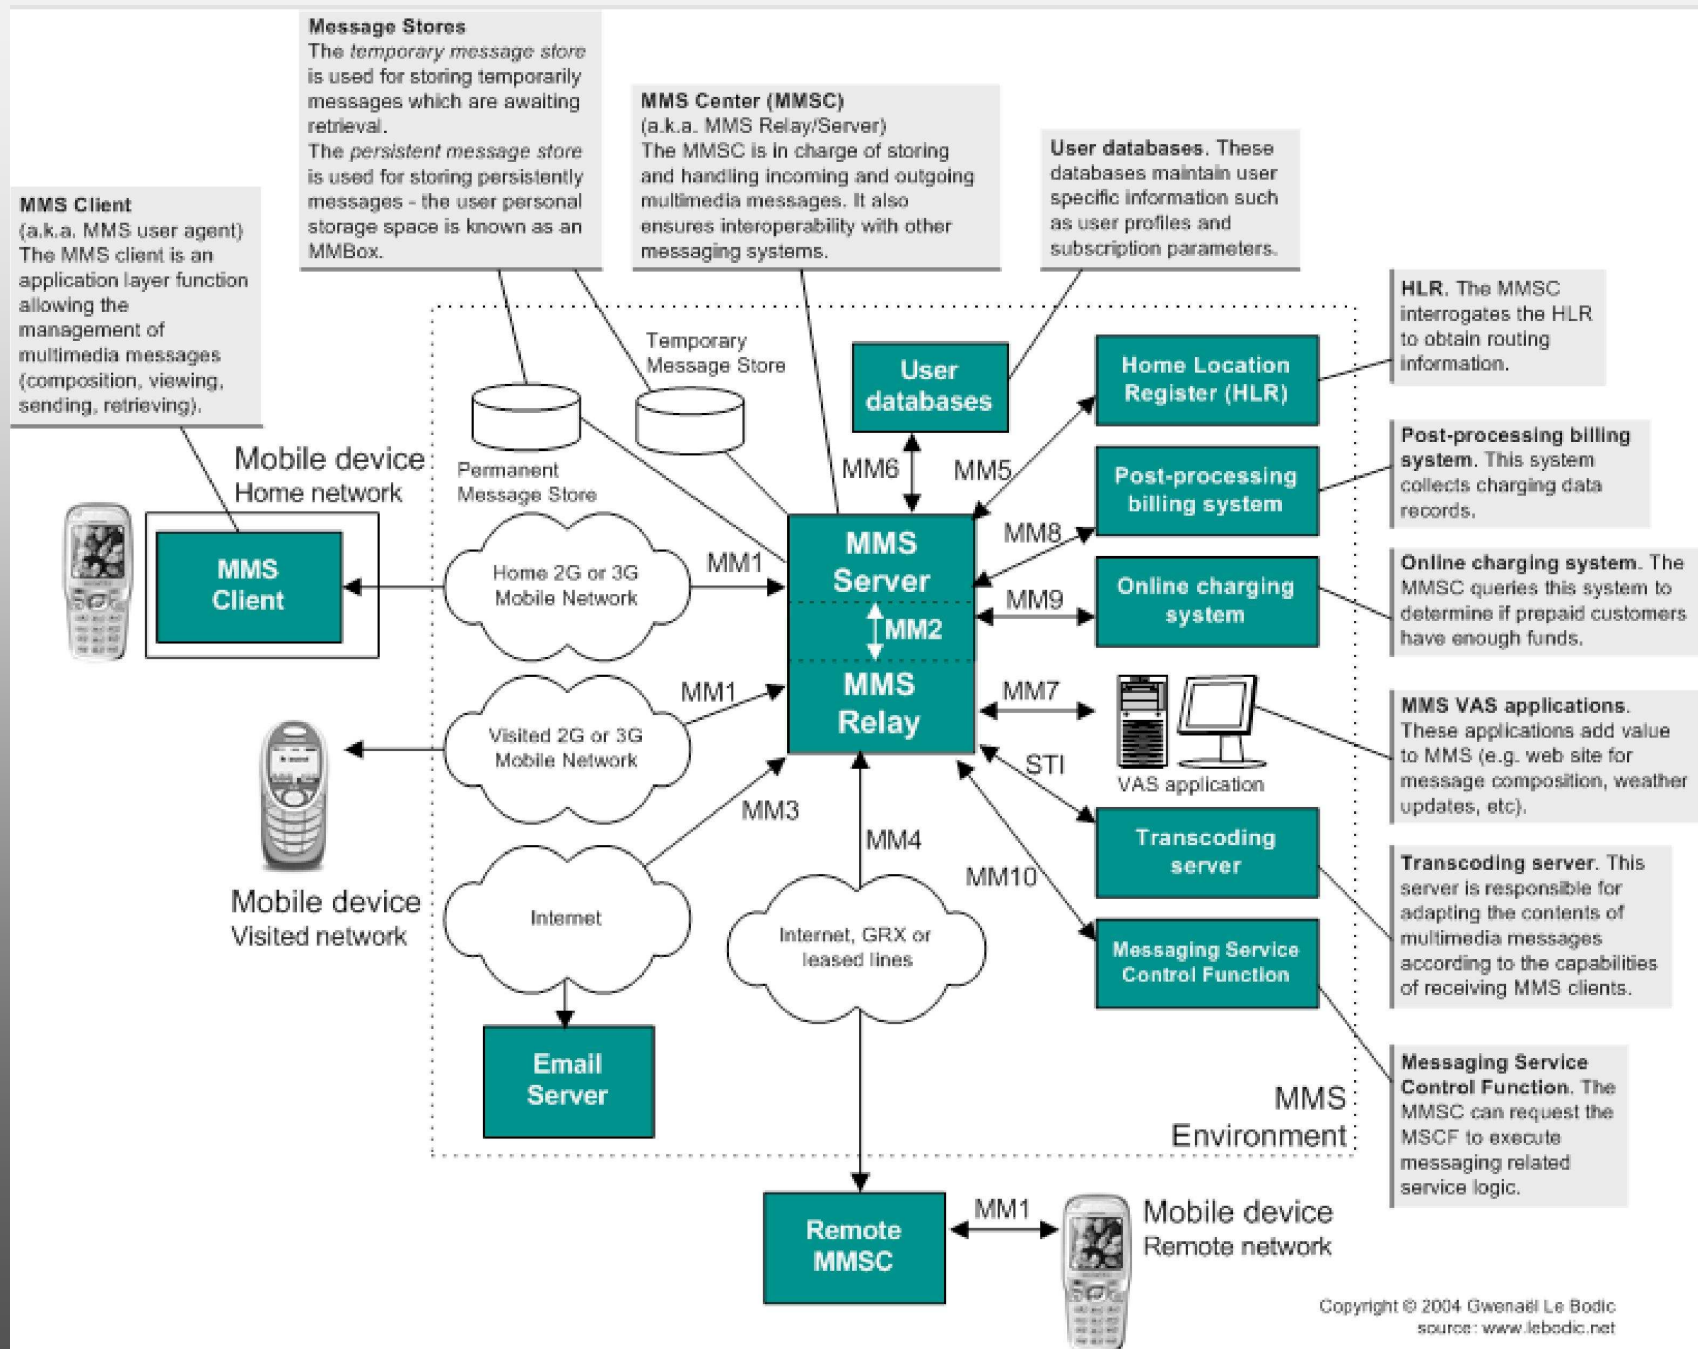 Message Stores
The temporary message store
is used for storing temporarily
messages which are awaiting
retrieval.
The persistent message store
is used for storing persistently
messages - the user personal
storage space is known as an
MMBox.
MMS Center (MMSC)
(a.k.a. MMS Relay/Server)
The MMSC is in charge of storing
and handling incoming and outgoing
multimedia messages. It also
ensures interoperability with other
messaging systems.
User databases. These
databases maintain user
specific information such
as user profiles and
subscription parameters.
MMS Client
(a.k.a. MMS user agent)
The MMS client is an
application layer function
allowing the
management of
multimedia messages
(composition, viewing,
sending, retrieving).
HLR. The MMSC
interrogates the HLR
to obtain routing
information.
Temporary
Message Store
User
databases
Home Location
Register (HLR)
Permanent
Message Store
MM6
MM5
Post-processing
billing system
Post-processing billing
system. This system
collects charging data
records.
Mobile device
Home network
MMS
Client
Home 2G or 3G
Mobile Network
MM1
MMS
Server
MM8
MM9
Online charging
system
Online charging system. The
MMSC queries this system to
determine if prepaid customers
have enough funds.
MM2
MMS
Relay
MM1
Visited 2G or 3G
Mobile Network
MM7
VAS application
MMS VAS applications.
These applications add value
to MMS (e.g. web site for
message composition, weather
updates, etc).
STI
MM3
MM4
MM10
Transcoding
server
Transcoding server. This
server is responsible for
adapting the contents of
multimedia messages
according to the capabilities
of receiving MMS clients.
Mobile device
Visited network
Internet
Internet, GRX or
leased lines
Messaging Service
Control Function
Email
Server
Messaging Service
Control Function. The
MMSC can request the
MSCF to execute
messaging related
service logic.
MMS
Environment
Remote
MMSC
MM1
Mobile device
Remote network
Copyright © 2004 Gwenaël Le Bodic
source: www.lebodic.net